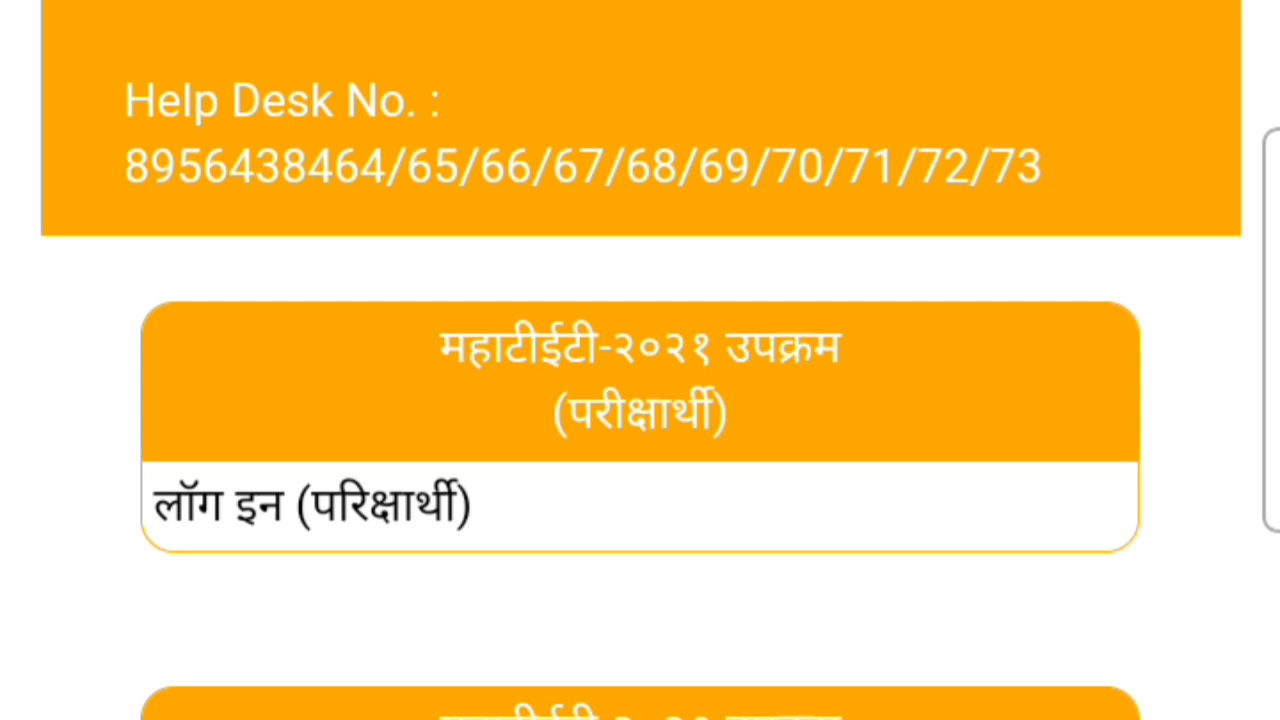 Help Desk No. :
8956438464/65/66/67/68/69/70/71/72/73
महाटीईटी-२०२१ उपक्रम
(परीक्षार्थी)
लॉग इन (परिक्षार्थी)